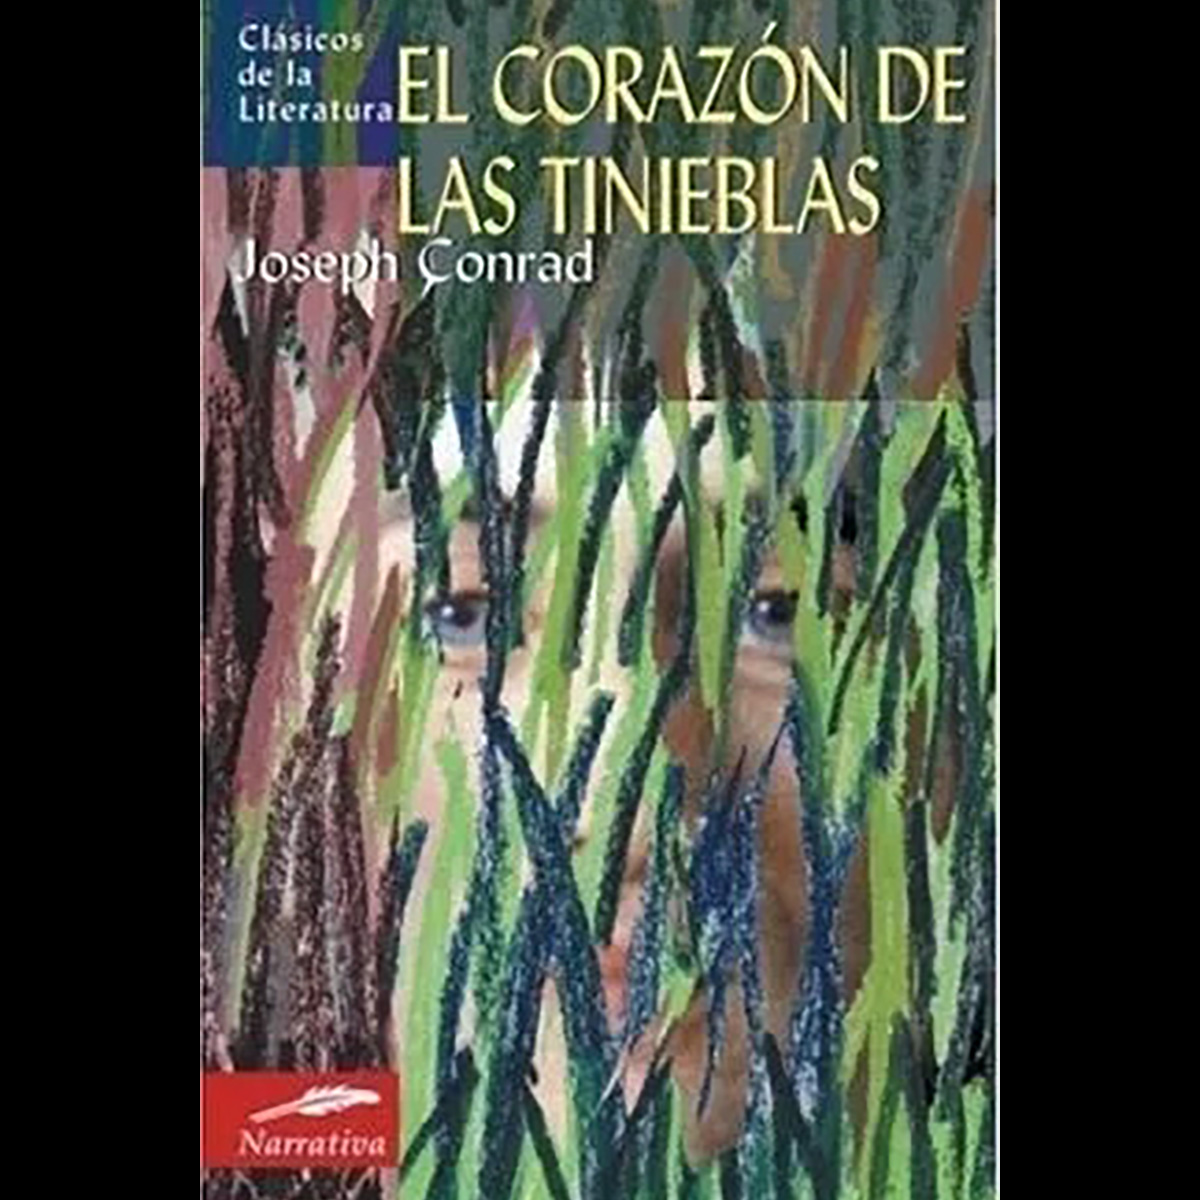 Clásicos
de la
Literatura
EL CORAZÓN DE
LAS TINIEBLAS
Joseph Conrad
Narrativa